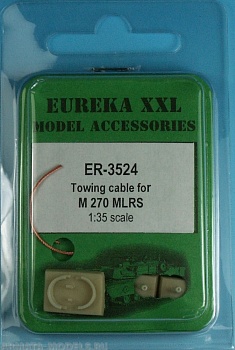 EUREKA XXL
MODEL ACCESSORIES
ER-3524
Towing cable for
M 270 MLRS
1:35 scale